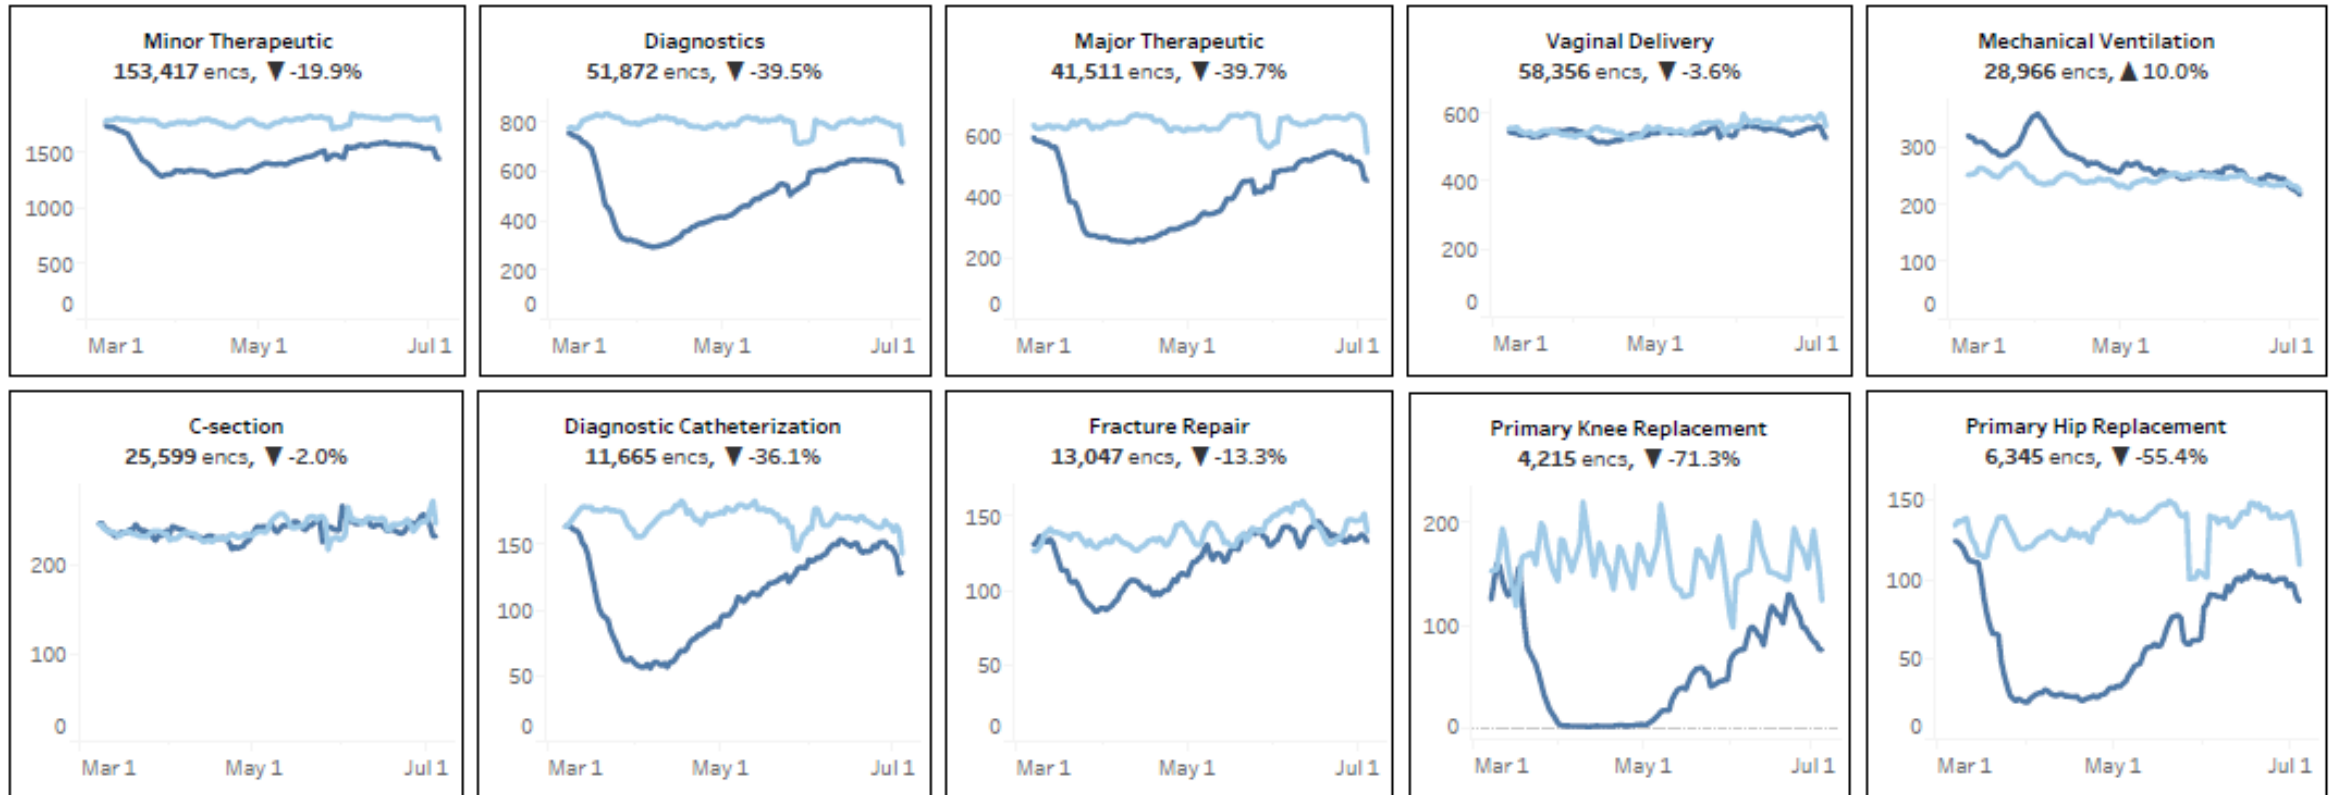 Minor Therapeutic
153,417 encs, ▼ -19.9%
1500
1000
500
0
Mar 1 May 1 Jul 1
Diagnostics
51,872 encs, ▼ -39.5%
800
600
400
200
0
Mar 1 May 1 Jul 1
Major Therapeutic
41,511 encs, ▼ -39.7%
600
400
200
0
Mar 1 May 1 Jul 1
Vaginal Delivery
58,356 encs, ▼ -3.6%
600
400
200
0
Mar 1 May 1 Jul 1
Mechanical Ventilation
28,966 encs, ▲ 10.0%
300
200
100
0
Mar 1 May 1 Jul 1
C-section
25,599 encs, ▼ -2.0%
200
100
0
Mar 1 May 1 Jul 1
Diagnostic Catheterization
11,665 encs, ▼ -36.1%
150
100
50
0
Mar 1 May 1 Jul 1
Fracture Repair
13,047 encs, ▼ -13.3%
150
100
50
0
Mar 1 May 1 Jul 1
Primary Knee Replacement
4,215 encs, ▼ -71.3%
200
100
0
Mar 1 May 1 Jul 1
Primary Hip Replacement
6,345 encs, ▼ -55.4%
150
100
50
0
Mar 1 May 1 Jul 1